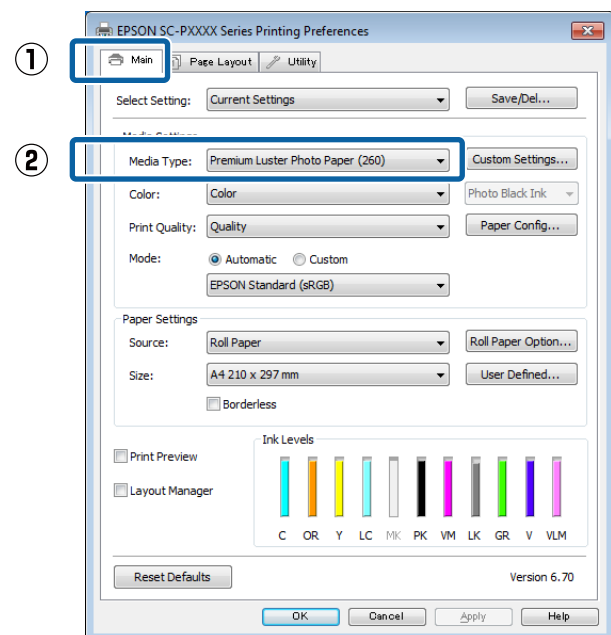 EPSON SC-PXXXX Series Printing Preferences
① Main Page Layout Utility
Select Setting: Current Settings Save/Del...
Media Settings
② Media Type: Premium Luster Photo Paper (260) Custom Settings...
Color: Color Photo Black Ink
Print Quality: Quality Paper Config...
Mode: Automatic Custom
EPSON Standard (sRGB)
Paper Settings
Source: Roll Paper Roll Paper Option...
Size: A4 210 x 297 mm User Defined...
Borderless
Ink Levels
Print Preview
Layout Manager
C OR Y LC MK PK VM LK GR V VLM
Reset Defaults Version 6.70
OK Cancel Apply Help